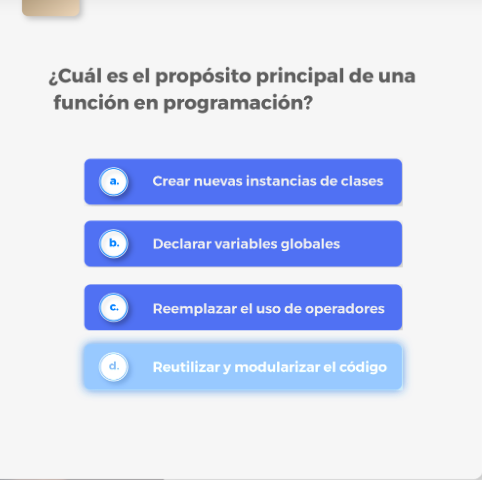 ¿Cuál es el propósito principal de una
función en programación?
a. Crear nuevas instancias de clases
b. Declarar variables globales
c. Reemplazar el uso de operadores
d. Reutilizar y modularizar el código